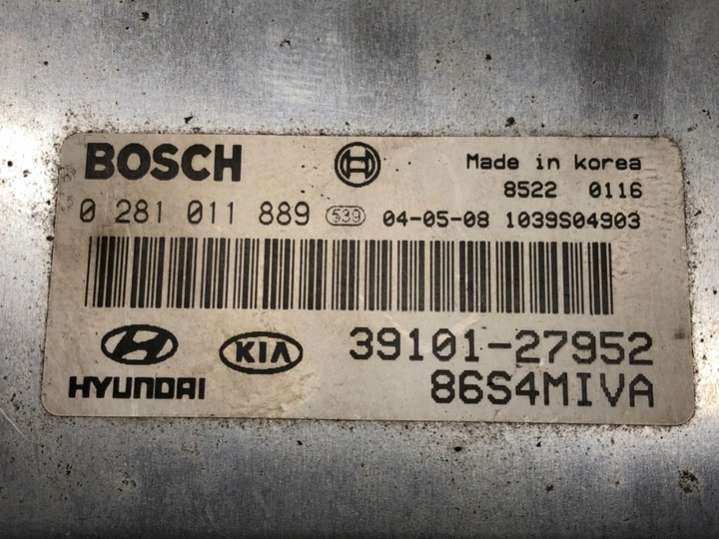 BOSCH Made in korea
8522 0116
0 281 011 889 539 04-05-08 1039S04903
HYUNDAI KIA 39101-27952
86S4MIVA